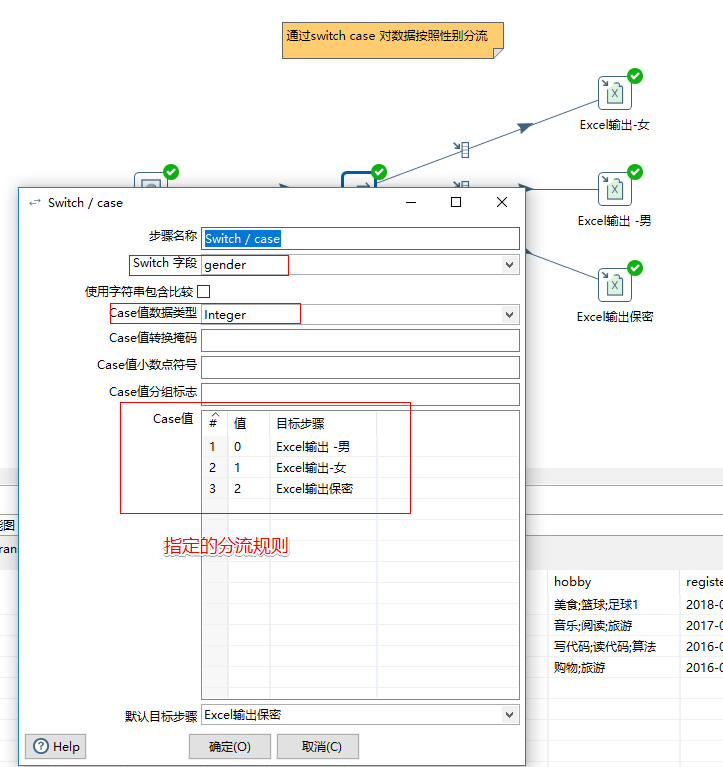 通过switch case 对数据按照性别分流
Excel输出-女
Excel输出 -男
Excel输出保密
Switch / case
步骤名称 Switch / case
Switch 字段 gender
使用字符串包含比较
Case值数据类型 Integer
Case值转换掩码
Case值小数点符号
Case值分组标志
Case值
# 值 目标步骤
1 0 Excel输出 -男
2 1 Excel输出-女
3 2 Excel输出保密
指定的分流规则
默认目标步骤 Excel输出保密
Help 确定(O) 取消(C)
能图
ran
hobby registe
美食;篮球;足球1 2018-0
音乐;阅读;旅游 2017-0
写代码;读代码;算法 2016-0
购物;旅游 2016-0